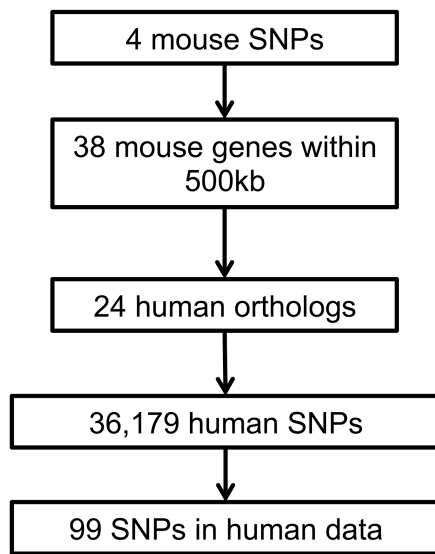 4 mouse SNPs
38 mouse genes within
500kb
24 human orthologs
36,179 human SNPs
99 SNPs in human data